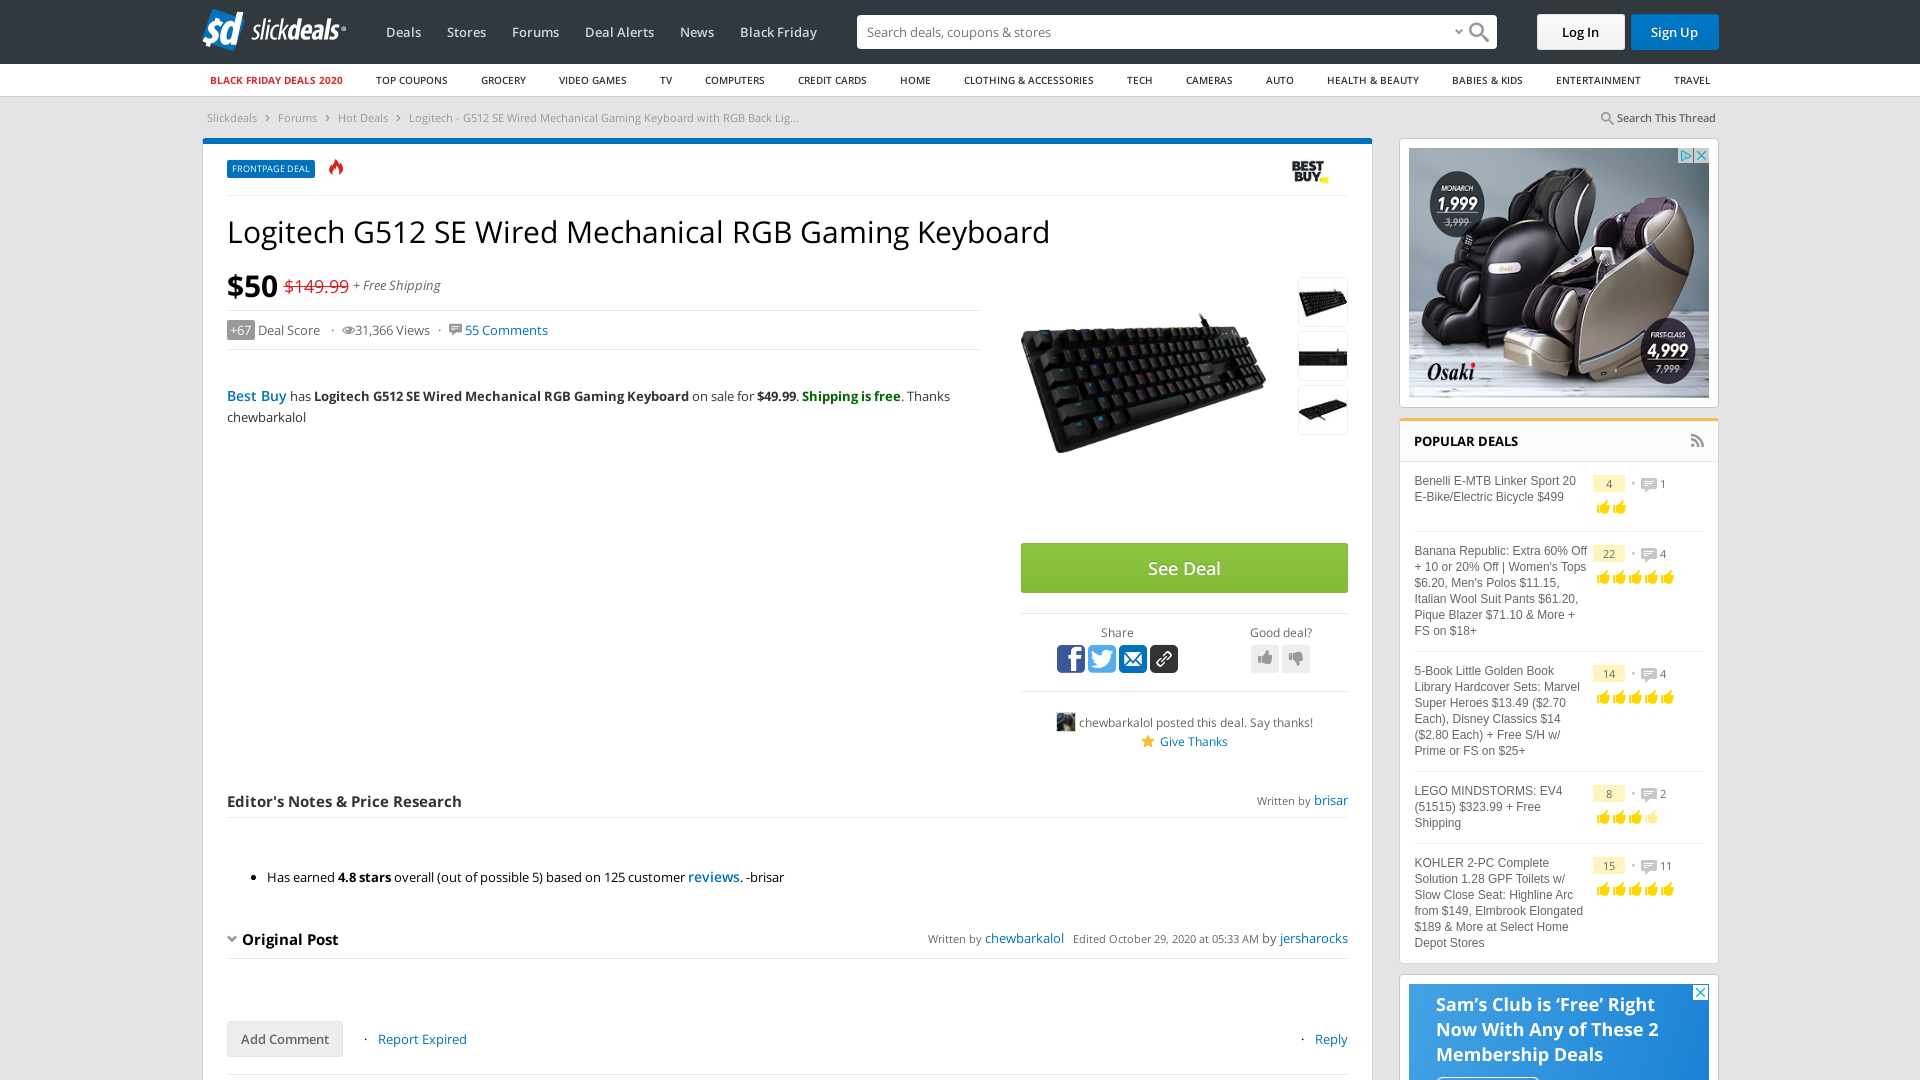 slickdeals
Deals
Stores
Forums
Deal Alerts
News
Black Friday
Search deals, coupons & stores
Log In
Sign Up
BLACK FRIDAY DEALS 2020
TOP COUPONS
GROCERY
VIDEO GAMES
TV
COMPUTERS
CREDIT CARDS
HOME
CLOTHING & ACCESSORIES
TECH
CAMERAS
AUTO
HEALTH & BEAUTY
BABIES & KIDS
ENTERTAINMENT
TRAVEL
Slickdeals › Forums › Hot Deals › Logitech - G512 SE Wired Mechanical Gaming Keyboard with RGB Back Lig...
Search This Thread
FRONTPAGE DEAL
BEST
BUY
Logitech G512 SE Wired Mechanical RGB Gaming Keyboard
$50 $149.99 + Free Shipping
+67 Deal Score · 31,366 Views · 55 Comments
Best Buy has Logitech G512 SE Wired Mechanical RGB Gaming Keyboard on sale for $49.99. Shipping is free. Thanks
chewbarkalol
See Deal
Share
Good deal?
chewbarkalol posted this deal. Say thanks!
Give Thanks
Editor's Notes & Price Research
Written by brisar
• Has earned 4.8 stars overall (out of possible 5) based on 125 customer reviews. -brisar
Original Post
Written by chewbarkalol Edited October 29, 2020 at 05:33 AM by jersharocks
Add Comment
· Report Expired
· Reply
MONARCH
1,999
3,999
FIRST-CLASS
4,999
7,999
Osaki
POPULAR DEALS
Benelli E-MTB Linker Sport 20
E-Bike/Electric Bicycle $499
4 • 1
Banana Republic: Extra 60% Off
+ 10 or 20% Off | Women's Tops
$6.20, Men's Polos $11.15,
Italian Wool Suit Pants $61.20,
Pique Blazer $71.10 & More +
FS on $18+
22 • 4
5-Book Little Golden Book
Library Hardcover Sets: Marvel
Super Heroes $13.49 ($2.70
Each), Disney Classics $14
($2.80 Each) + Free S/H w/
Prime or FS on $25+
14 • 4
LEGO MINDSTORMS: EV4
(51515) $323.99 + Free
Shipping
8 • 2
KOHLER 2-PC Complete
Solution 1.28 GPF Toilets w/
Slow Close Seat: Highline Arc
from $149, Elmbrook Elongated
$189 & More at Select Home
Depot Stores
15 • 11
Sam's Club is ‘Free’ Right
Now With Any of These 2
Membership Deals